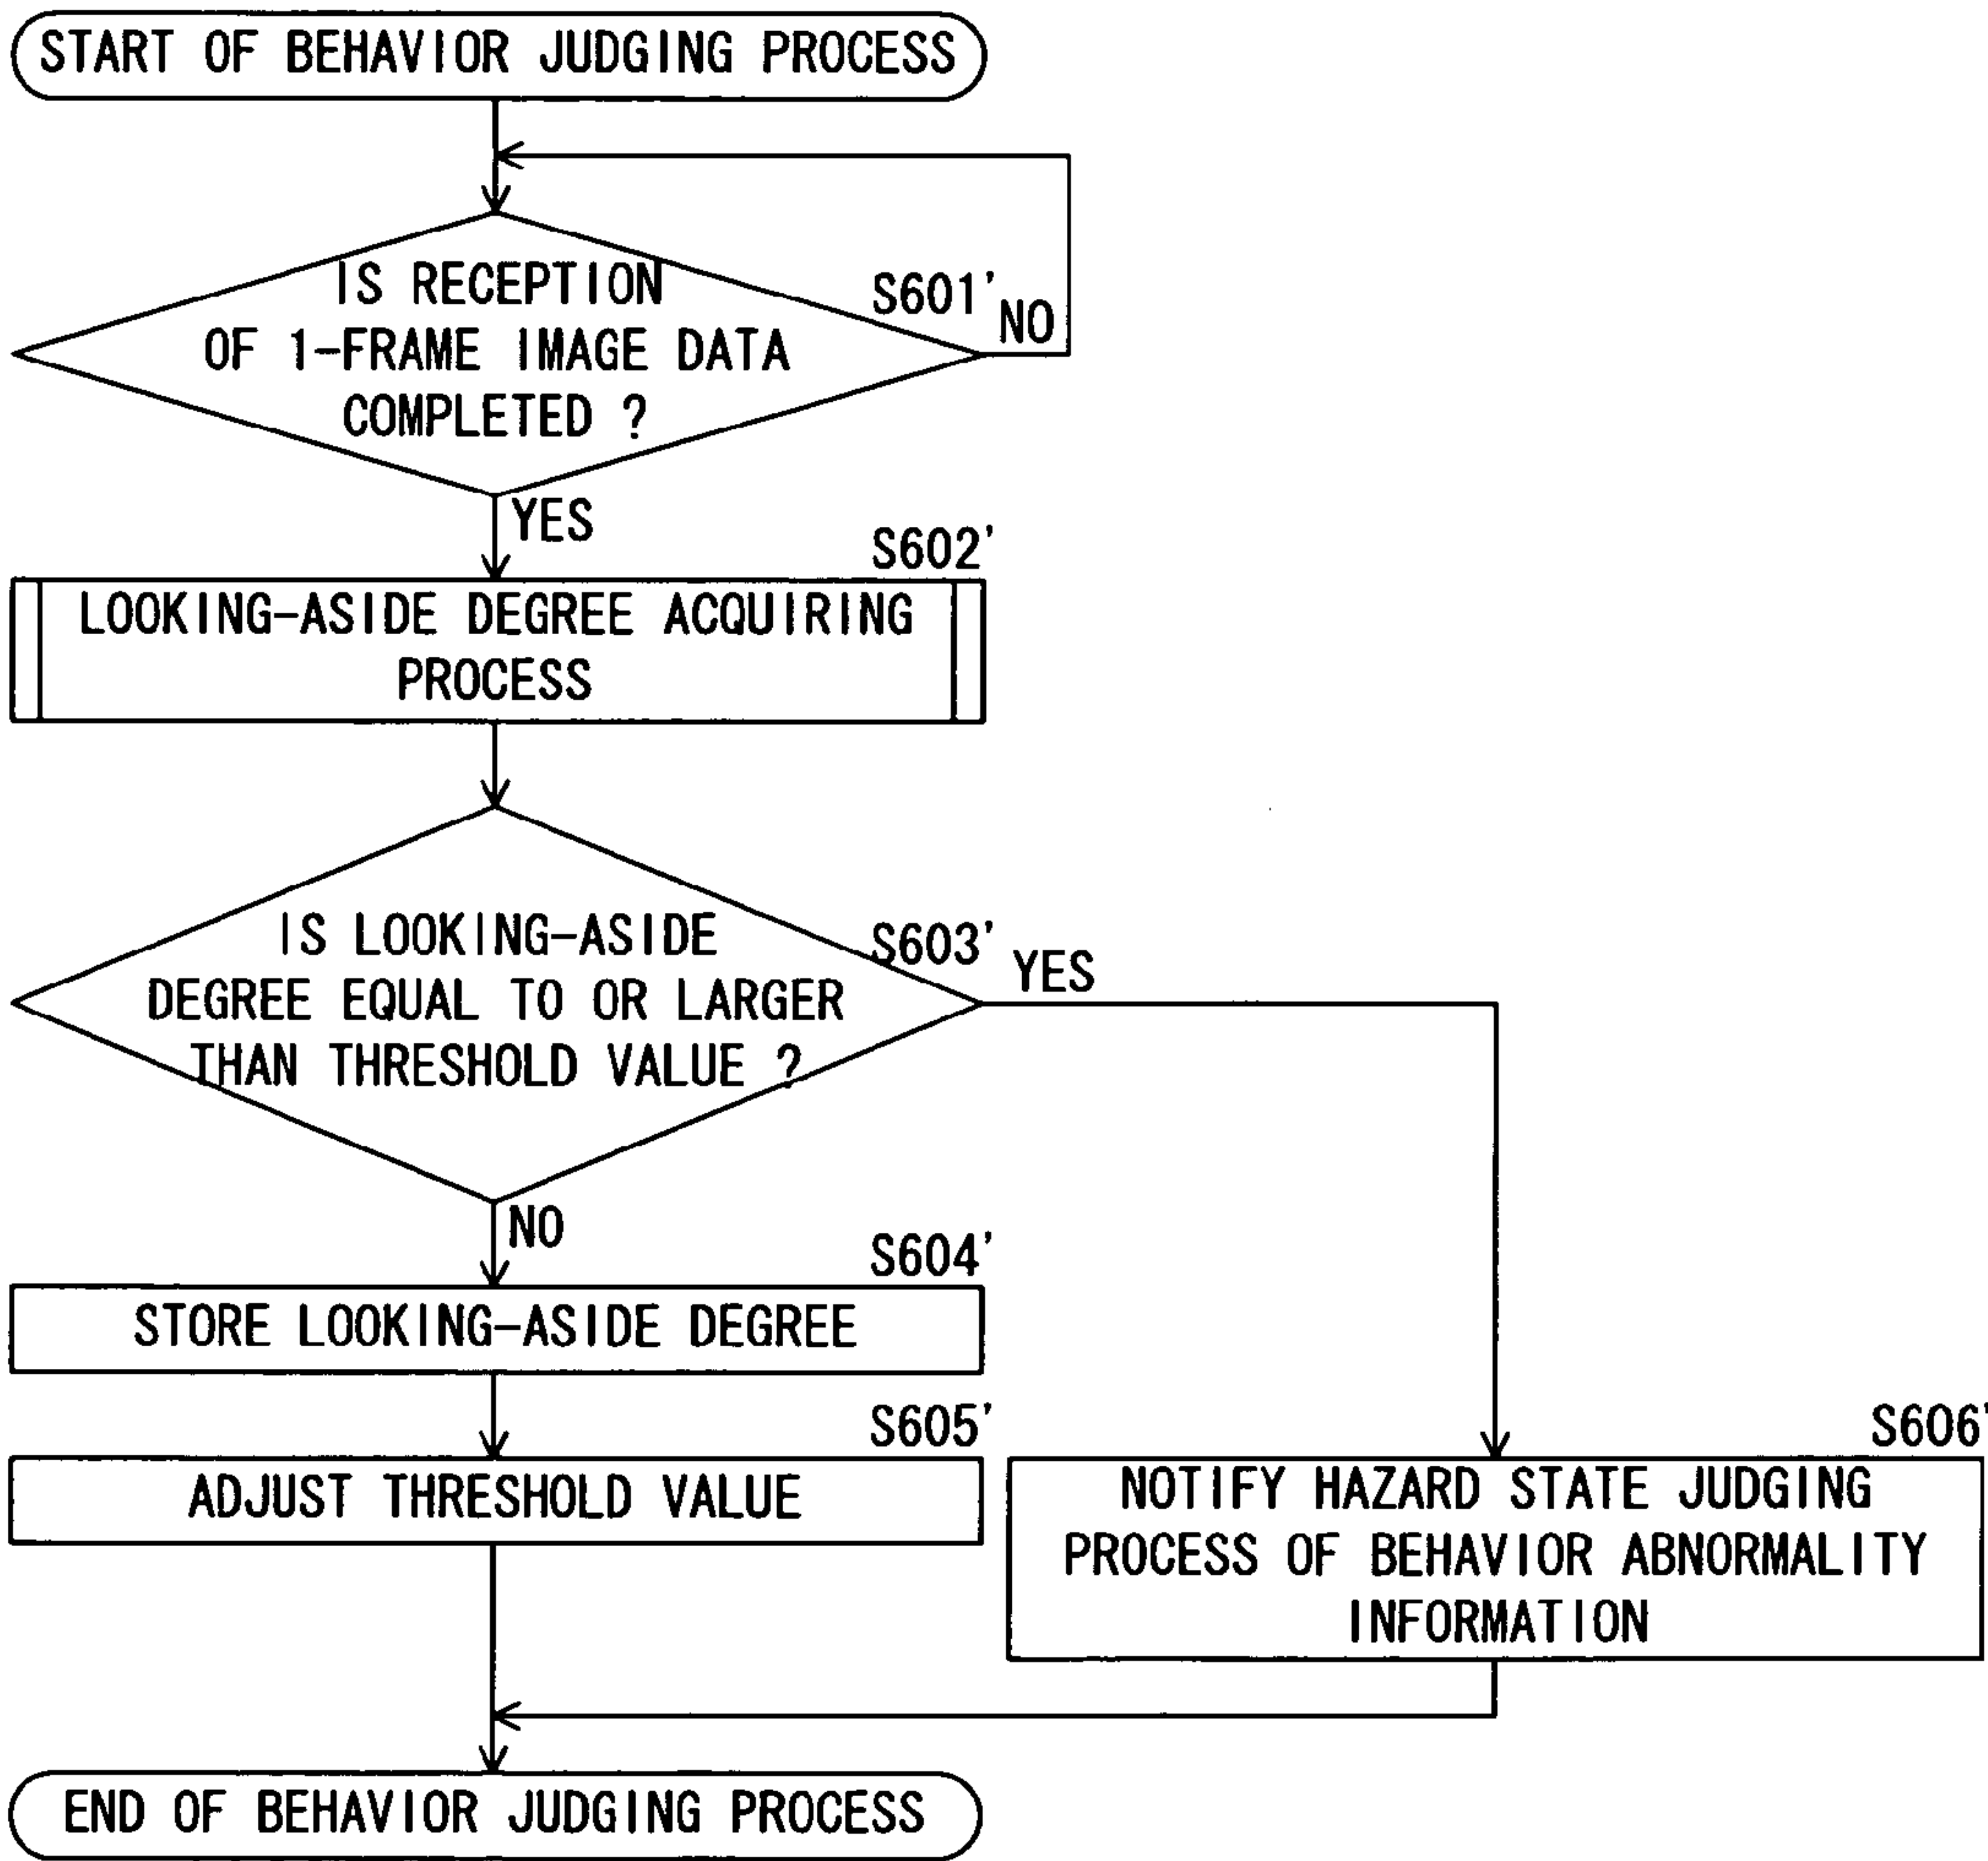 START OF BEHAVIOR JUDGING PROCESS
IS RECEPTION
OF 1-FRAME IMAGE DATA
COMPLETED ?
S601'
NO
YES
S602'
LOOKING-ASIDE DEGREE ACQUIRING
PROCESS
IS LOOKING-ASIDE
DEGREE EQUAL TO OR LARGER
THAN THRESHOLD VALUE ?
S603'
YES
NO
S604'
STORE LOOKING-ASIDE DEGREE
S605'
ADJUST THRESHOLD VALUE
S606'
NOTIFY HAZARD STATE JUDGING
PROCESS OF BEHAVIOR ABNORMALITY
INFORMATION
END OF BEHAVIOR JUDGING PROCESS